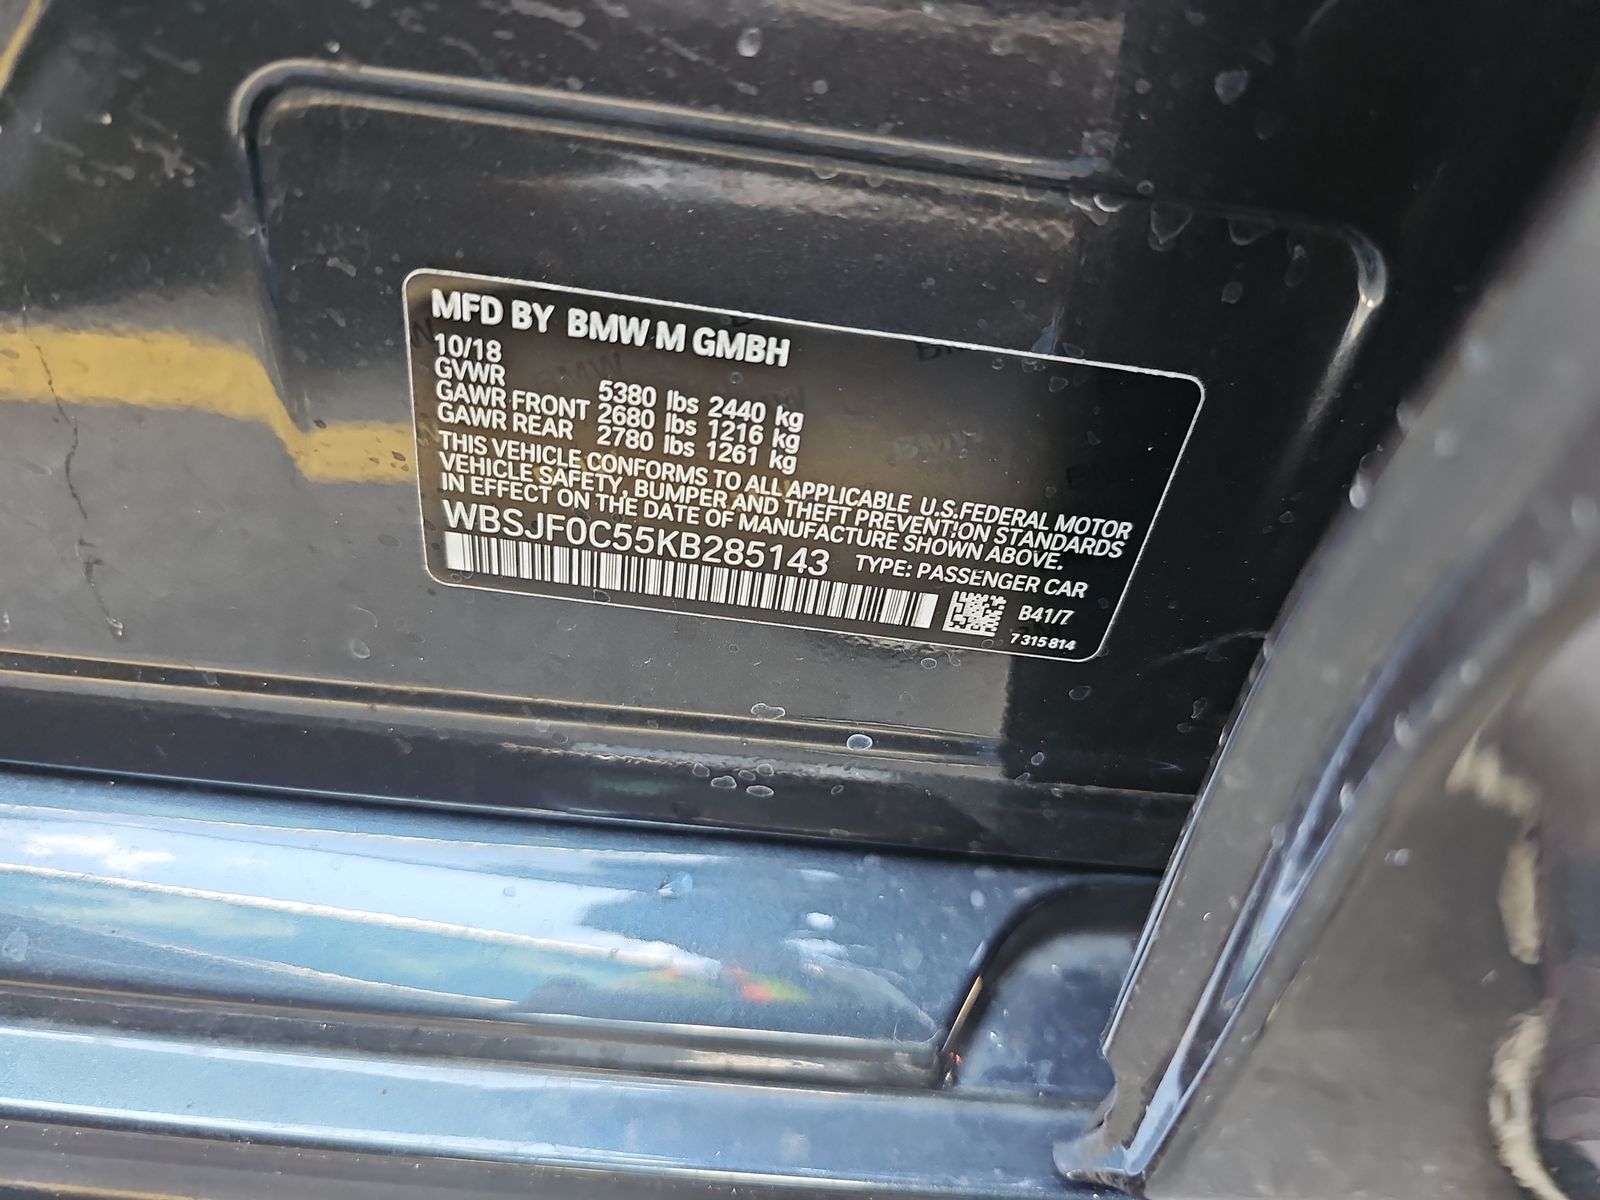 MFD BY BMW M GMBH
10/18
GVWR 5380 lbs 2440 kg
GAWR FRONT 2680 lbs 1216 kg
GAWR REAR 2780 lbs 1261 kg
THIS VEHICLE CONFORMS TO ALL APPLICABLE U.S.FEDERAL MOTOR
VEHICLE SAFETY, BUMPER AND THEFT PREVENTION STANDARDS
IN EFFECT ON THE DATE OF MANUFACTURE SHOWN ABOVE.
WBSJF0C55KB285143 TYPE: PASSENGER CAR
B41/7
7 315 814